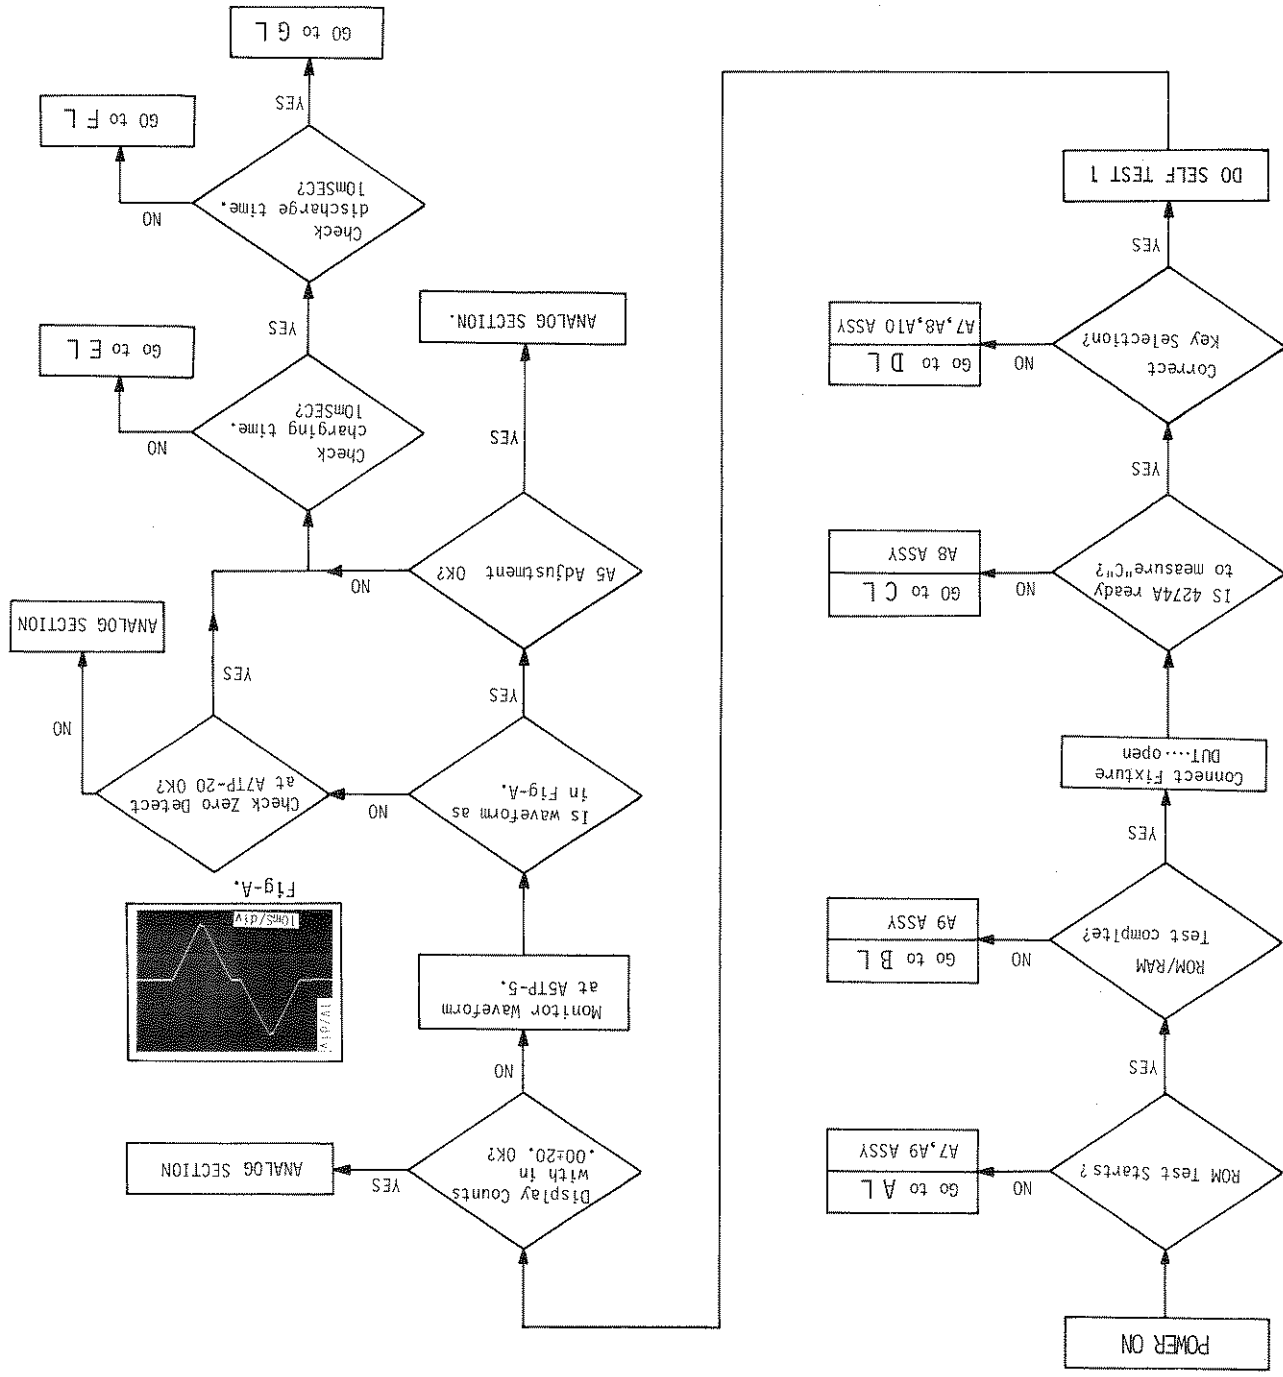 POWER ON
ROM Test Starts?
NO
Go to A L
A7,A9 ASSY
YES
ROM/RAM
Test complte?
NO
Go to B L
A9 ASSY
YES
Connect Fixture
DUT....open
IS 4274A ready
to measure"C"?
NO
GO to C L
A8 ASSY
YES
Correct
Key Selection?
NO
Go to D L
A7,A8,A10 ASSY
YES
DO SELF TEST 1
Display Counts
with in
.00±20. OK?
YES
ANALOG SECTION
NO
Monitor Waveform
at A5TP-5.
1V/div
10mS/div
Fig-A.
Is waveform as
in Fig-A.
NO
Check Zero Detect
at A7TP-20 OK?
NO
ANALOG SECTION
YES
YES
A5 Adjustment
OK?
NO
YES
ANALOG SECTION.
Check
charging time.
10mSEC?
NO
Go to E L
YES
Check
discharge time.
10mSEC?
NO
GO to F L
YES
GO to G L